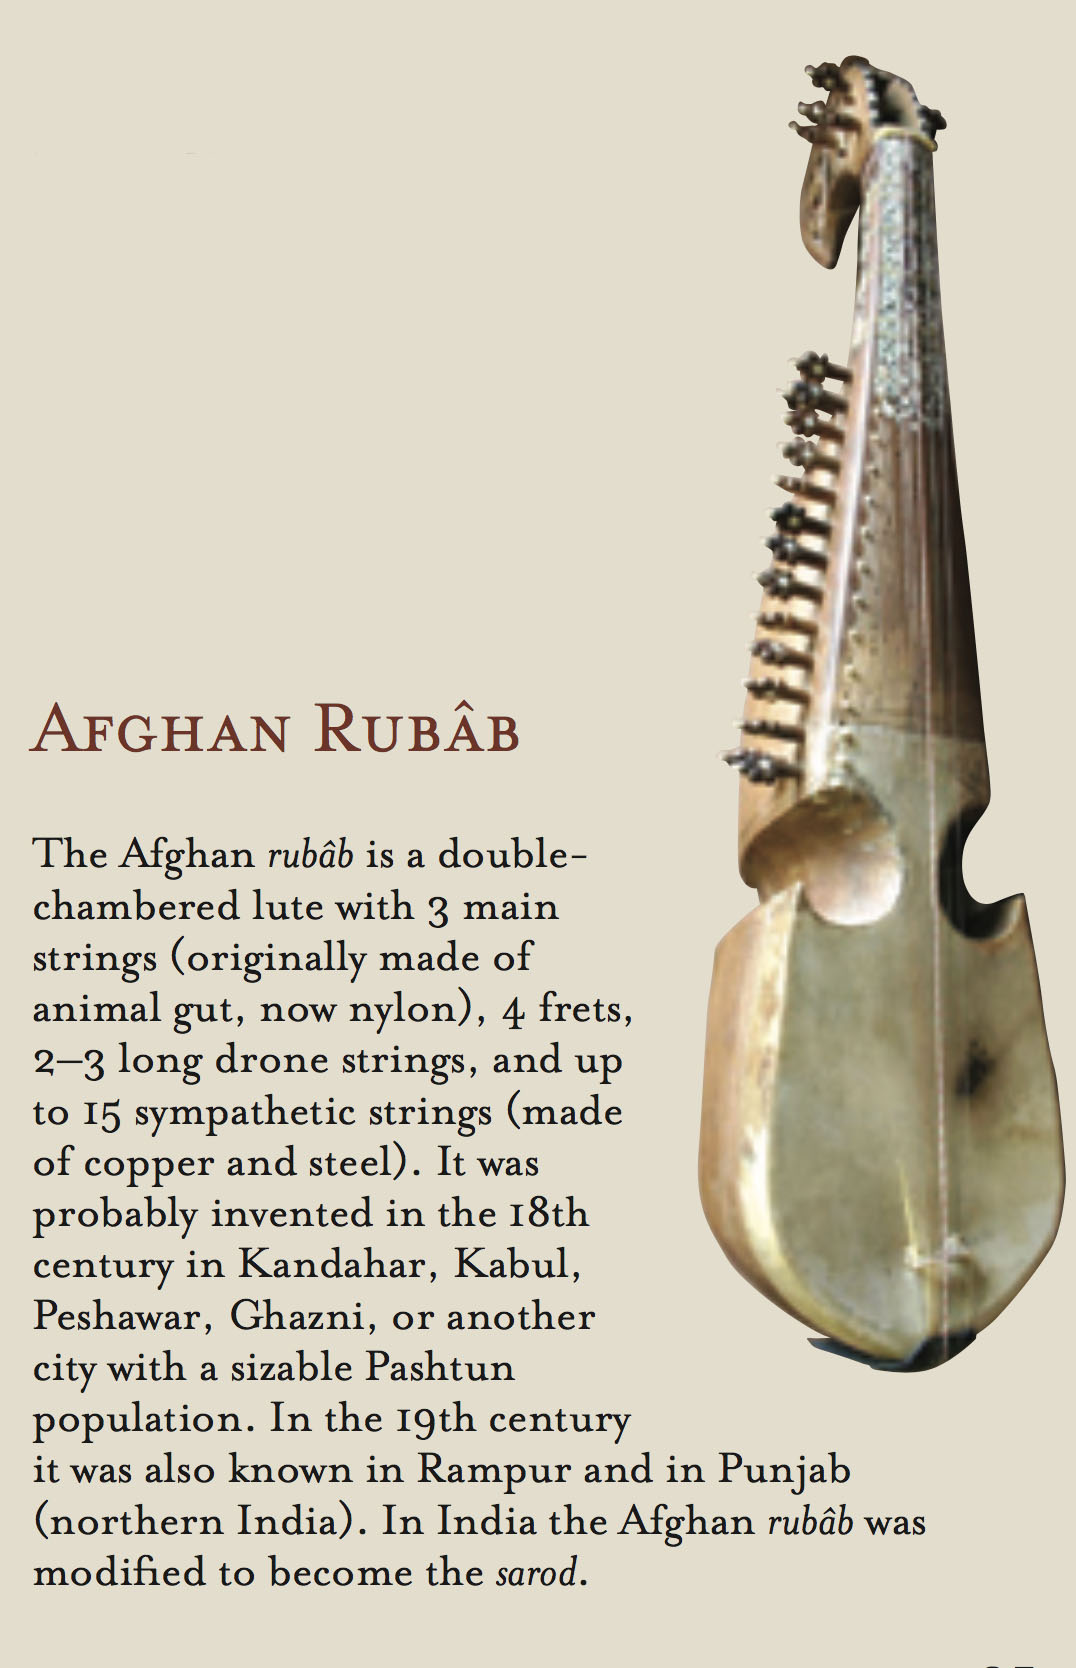 Afghan Rubâb
The Afghan rubâb is a double-
chambered lute with 3 main
strings (originally made of
animal gut, now nylon), 4 frets,
2–3 long drone strings, and up
to 15 sympathetic strings (made
of copper and steel). It was
probably invented in the 18th
century in Kandahar, Kabul,
Peshawar, Ghazni, or another
city with a sizable Pashtun
population. In the 19th century
it was also known in Rampur and in Punjab
(northern India). In India the Afghan rubâb was
modified to become the sarod.